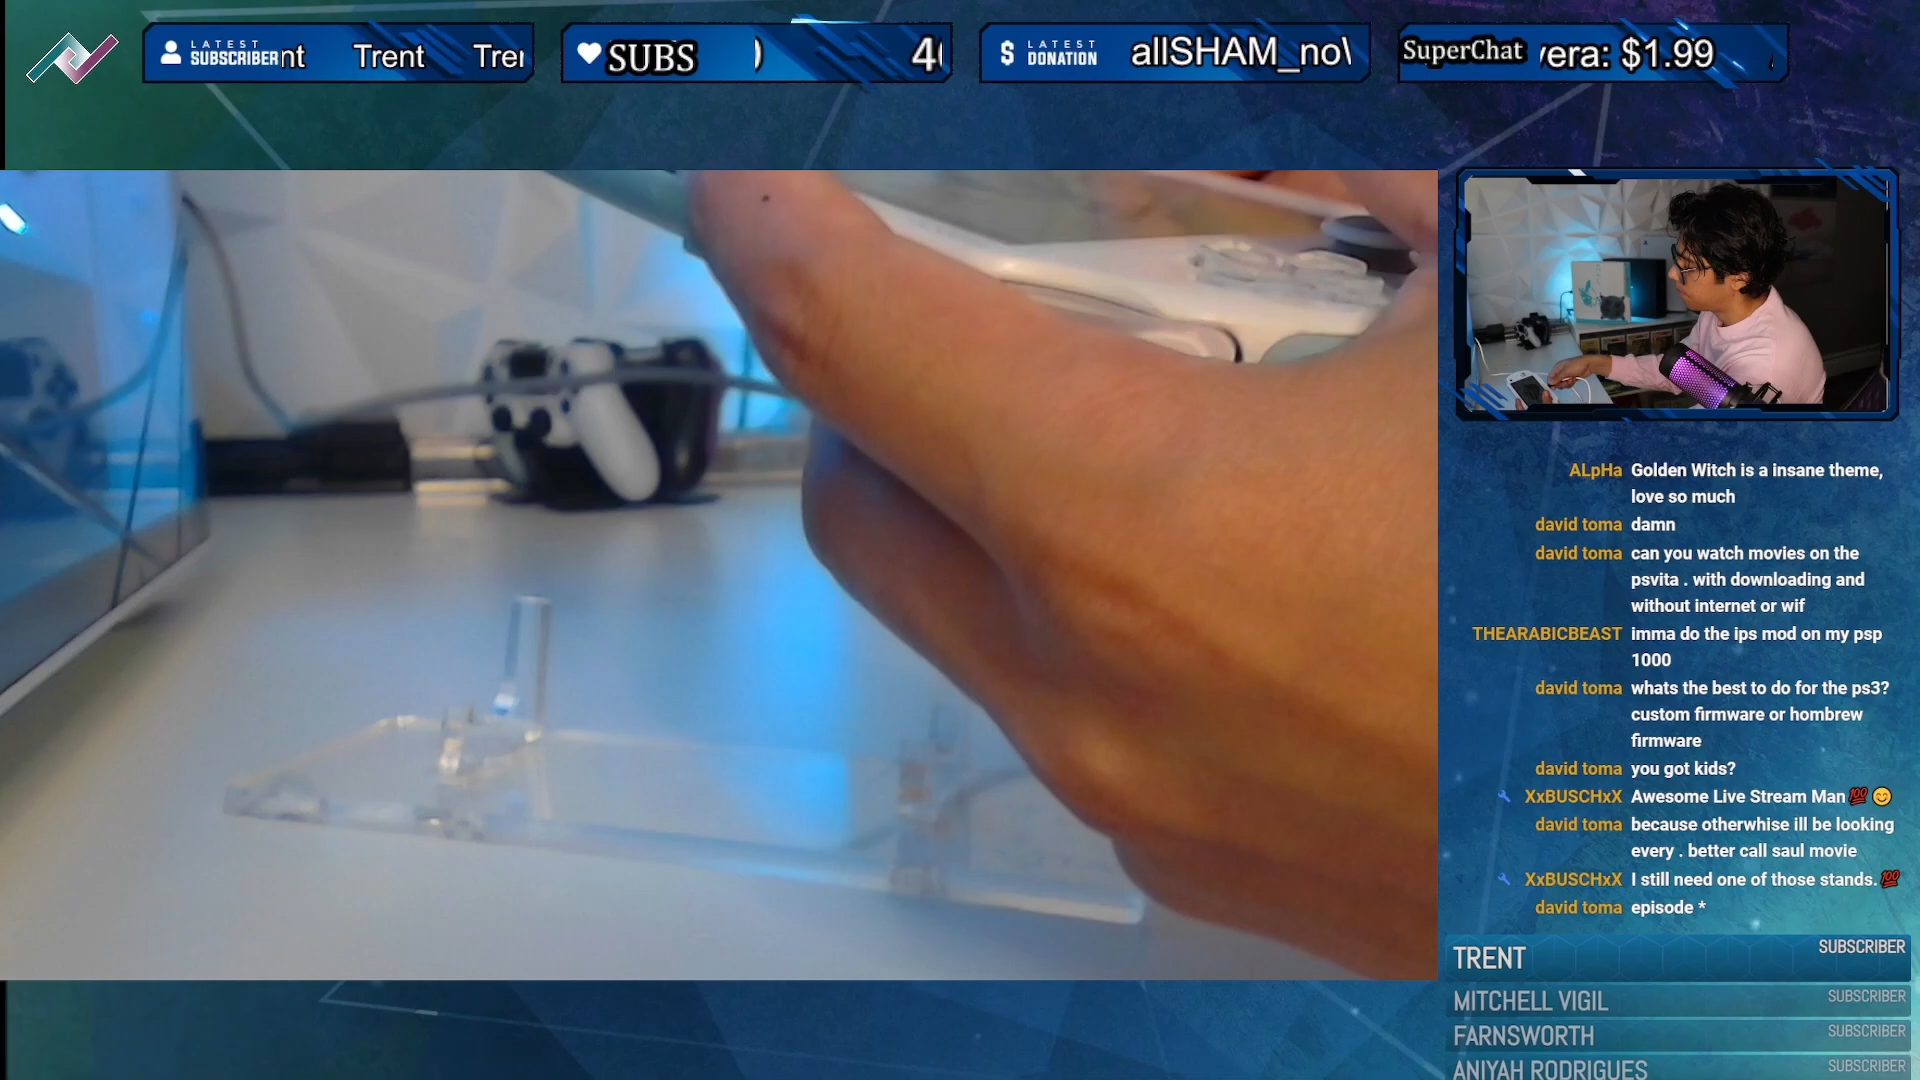 LATEST
SUBSCRIBER nt Trent Tre
SUBS 4
LATEST
DONATION allSHAM_no
SuperChat vera: $1.99
ALpHa Golden Witch is a insane theme,
love so much
david toma damn
david toma can you watch movies on the
psvita . with downloading and
without internet or wif
THEARABICBEAST imma do the ips mod on my psp
1000
david toma whats the best to do for the ps3?
custom firmware or hombrew
firmware
david toma you got kids?
XxBUSCHxX Awesome Live Stream Man💯😊
david toma because otherwhise ill be looking
every . better call saul movie
XxBUSCHxX I still need one of those stands.💯
david toma episode *
TRENT SUBSCRIBER
MITCHELL VIGIL SUBSCRIBER
FARNSWORTH SUBSCRIBER
ANIYAH RODRIGUES SUBSCRIBER